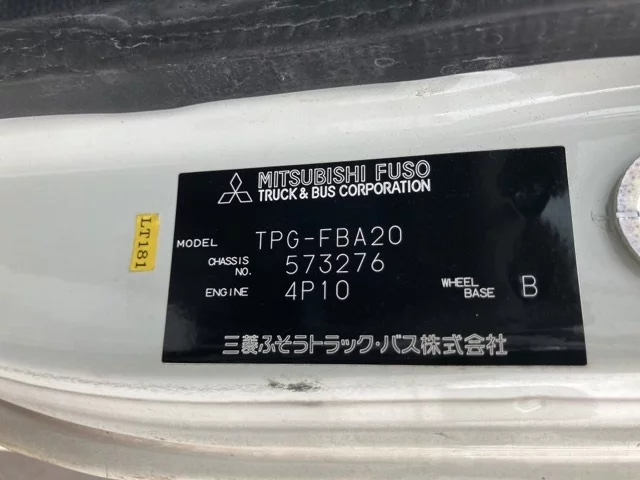 MITSUBISHI FUSO
TRUCK & BUS CORPORATION
LT181
MODEL TPG-FBA20
CHASSIS NO. 573276
ENGINE 4P10 WHEEL BASE B
三菱ふそうトラック・バス株式会社